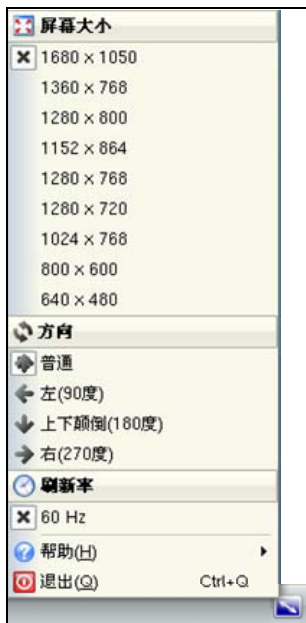 屏幕大小
1680 × 1050
1360 × 768
1280 × 800
1152 × 864
1280 × 768
1280 × 720
1024 × 768
800 × 600
640 × 480
方向
普通
左(90度)
上下颠倒(180度)
右(270度)
刷新率
60 Hz
帮助(H)
退出(Q) Ctrl+Q